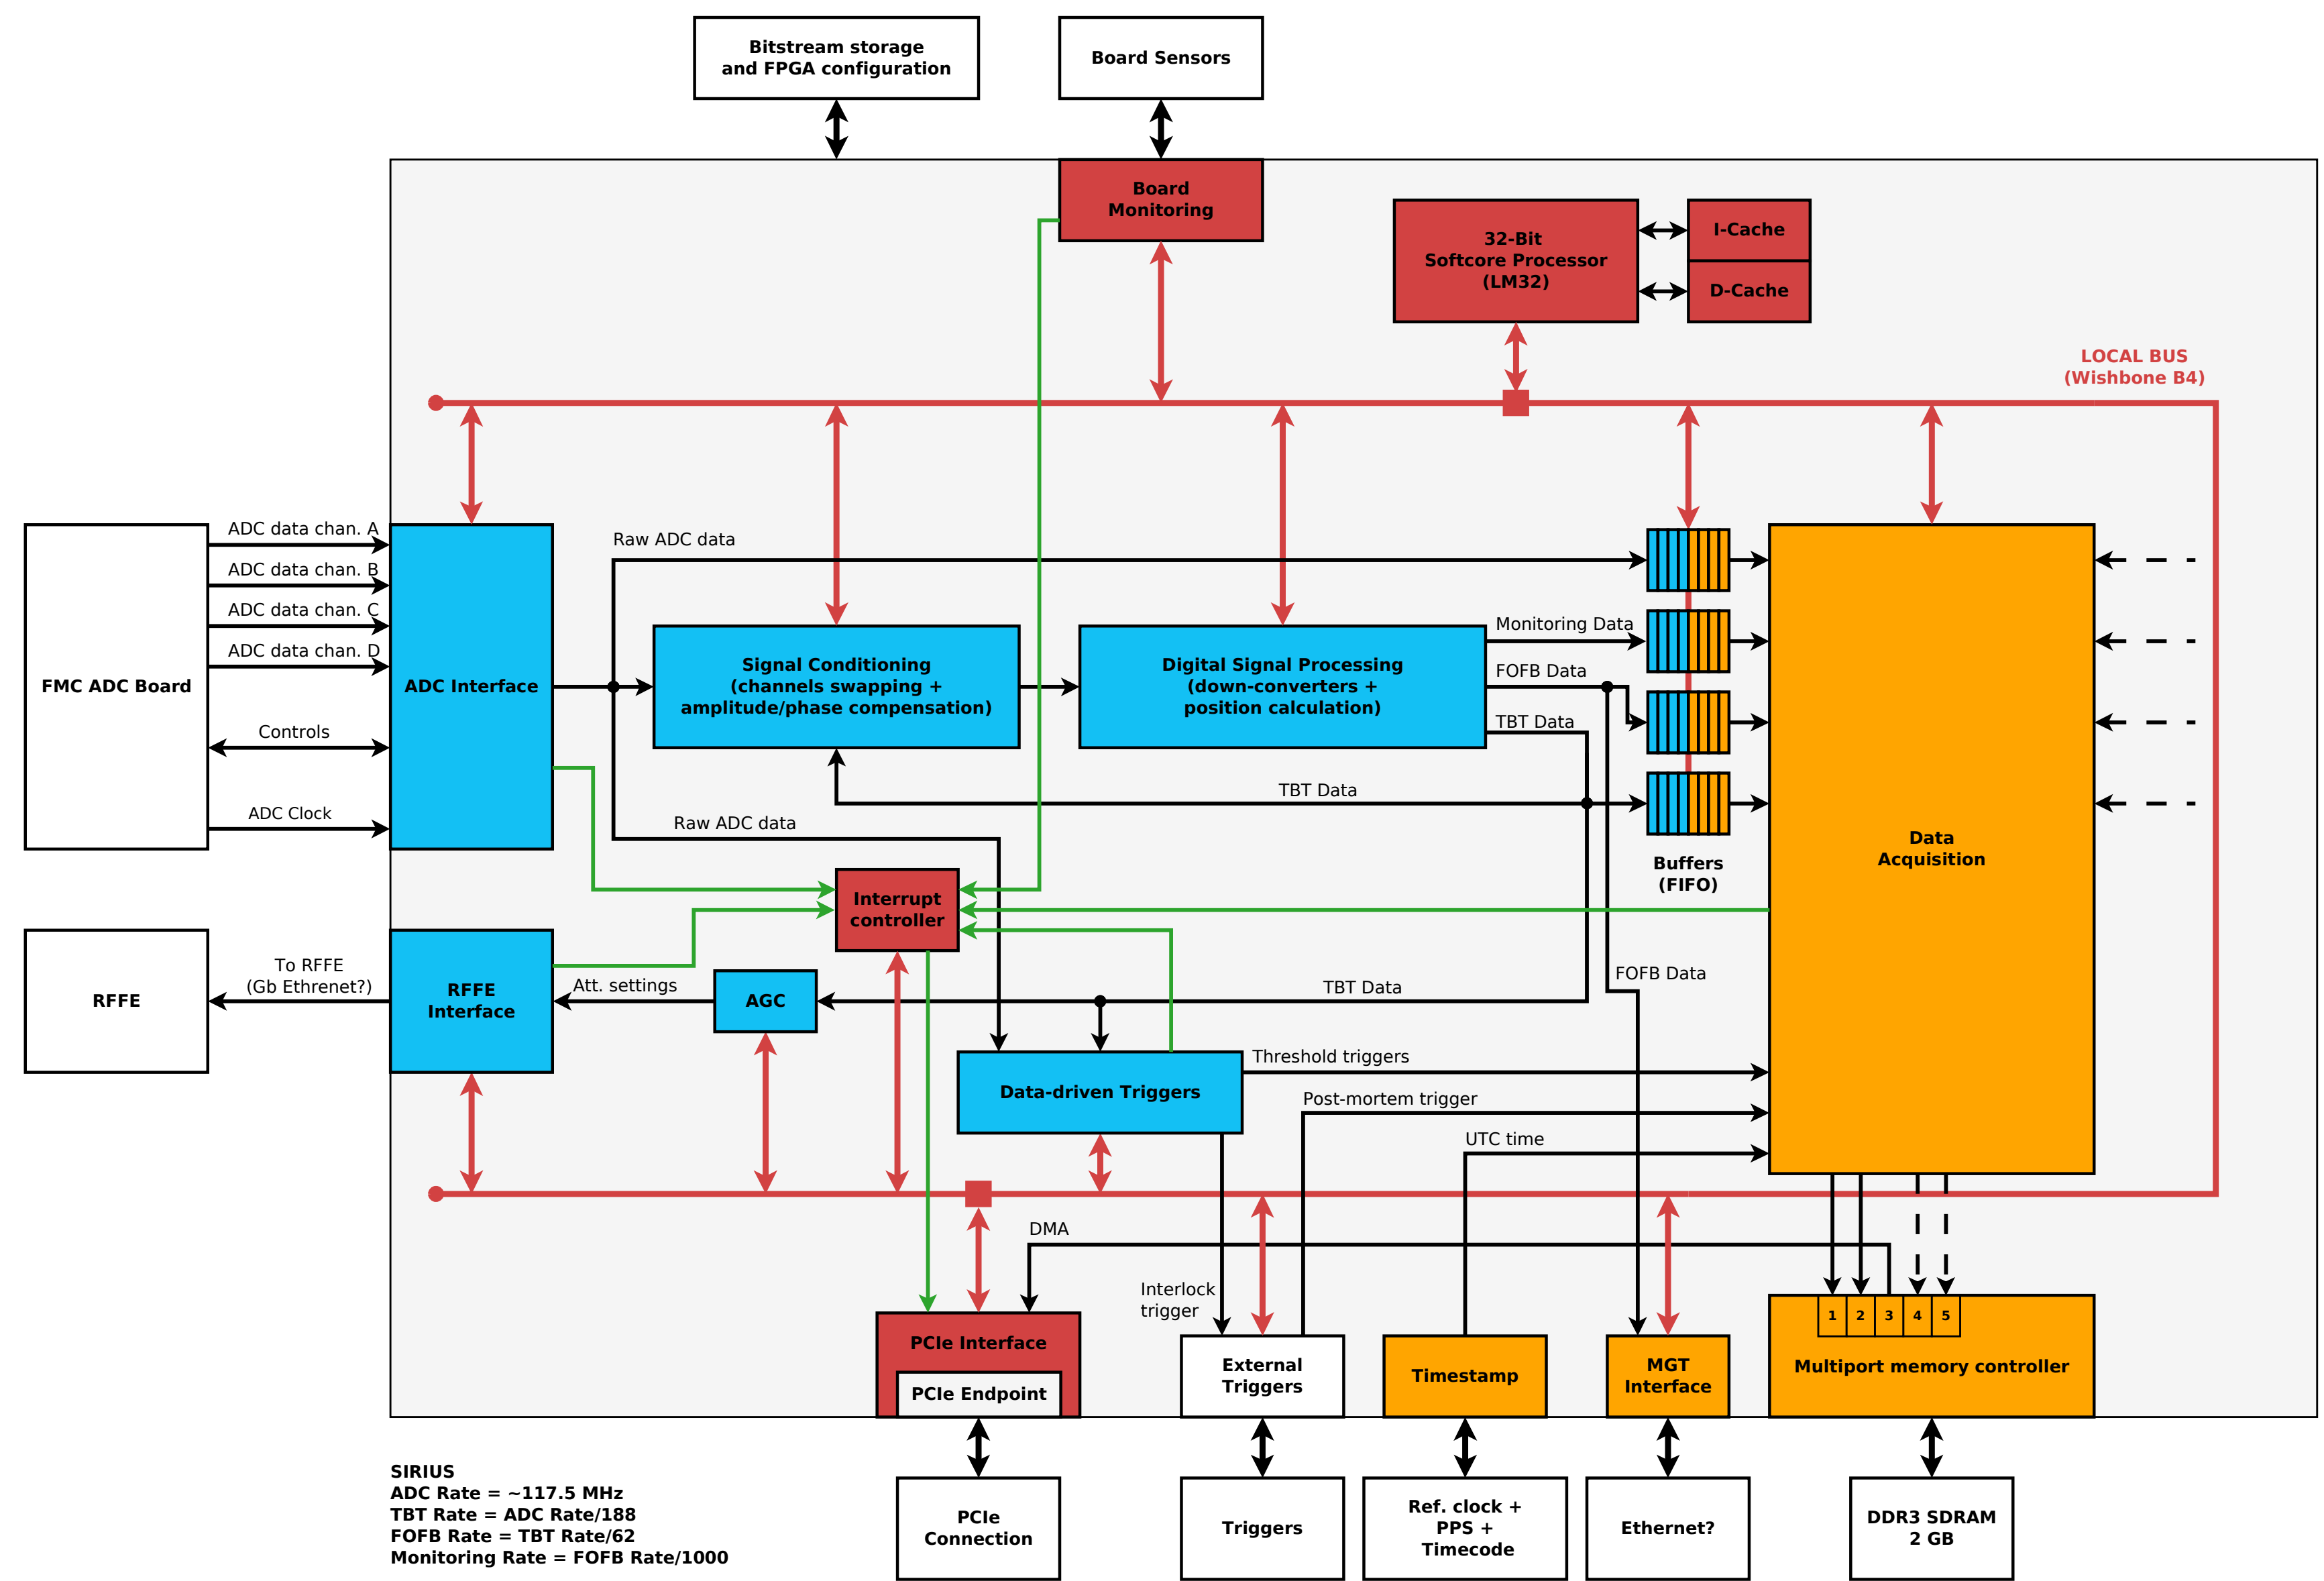 Bitstream storage
and FPGA configuration
Board Sensors
Board
Monitoring
32-Bit
Softcore Processor
(LM32)
I-Cache
D-Cache
LOCAL BUS
(Wishbone B4)
FMC ADC Board
ADC data chan. A
ADC data chan. B
ADC data chan. C
ADC data chan. D
Controls
ADC Clock
ADC Interface
Raw ADC data
Signal Conditioning
(channels swapping +
amplitude/phase compensation)
Digital Signal Processing
(down-converters +
position calculation)
Monitoring Data
FOFB Data
TBT Data
TBT Data
Raw ADC data
Buffers
(FIFO)
Data
Acquisition
Interrupt
controller
RFFE
To RFFE
(Gb Ethrenet?)
RFFE
Interface
Att. settings
AGC
TBT Data
FOFB Data
Data-driven Triggers
Threshold triggers
Post-mortem trigger
UTC time
DMA
Interlock
trigger
PCIe Interface
PCIe Endpoint
External
Triggers
Timestamp
MGT
Interface
1
2
3
4
5
Multiport memory controller
SIRIUS
ADC Rate = ~117.5 MHz
TBT Rate = ADC Rate/188
FOFB Rate = TBT Rate/62
Monitoring Rate = FOFB Rate/1000
PCIe
Connection
Triggers
Ref. clock +
PPS +
Timecode
Ethernet?
DDR3 SDRAM
2 GB